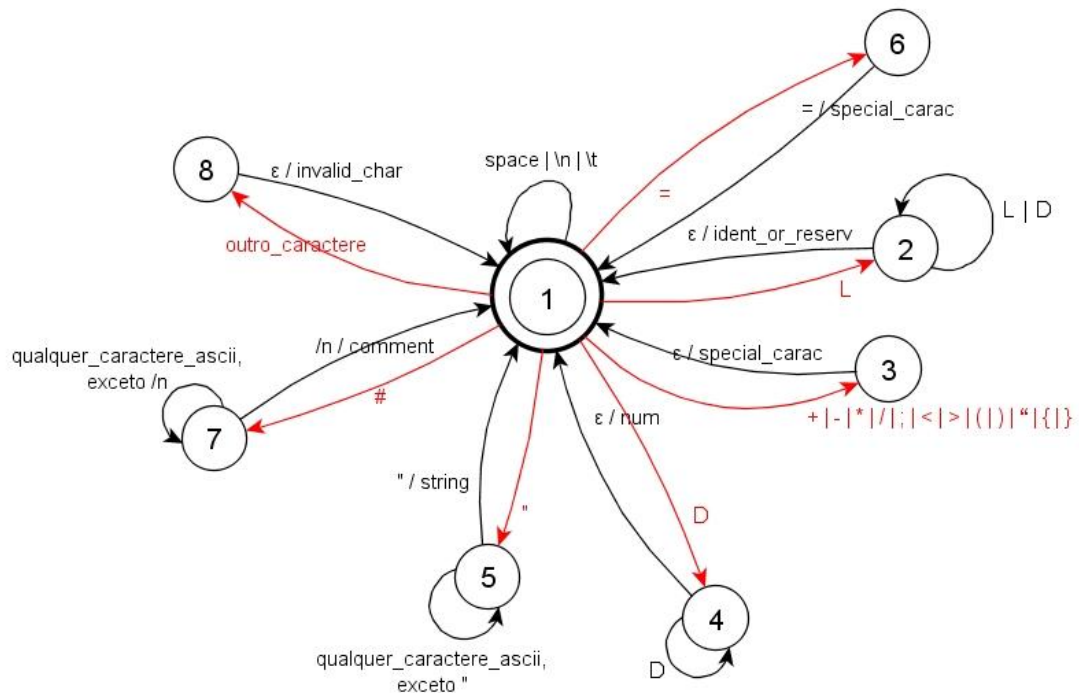 6
= / special_carac
8
ε / invalid_char
space | \n | \t
=
L | D
ε / ident_or_reserv
2
outro_caractere
1
L
/n / comment
ε / special_carac
3
qualquer_caractere_ascii,
exceto /n
#
+ | - | * | / | ; | < | > | ( | ) | “ | { | }
7
ε / num
" / string
"
D
5
4
qualquer_caractere_ascii,
exceto "
D